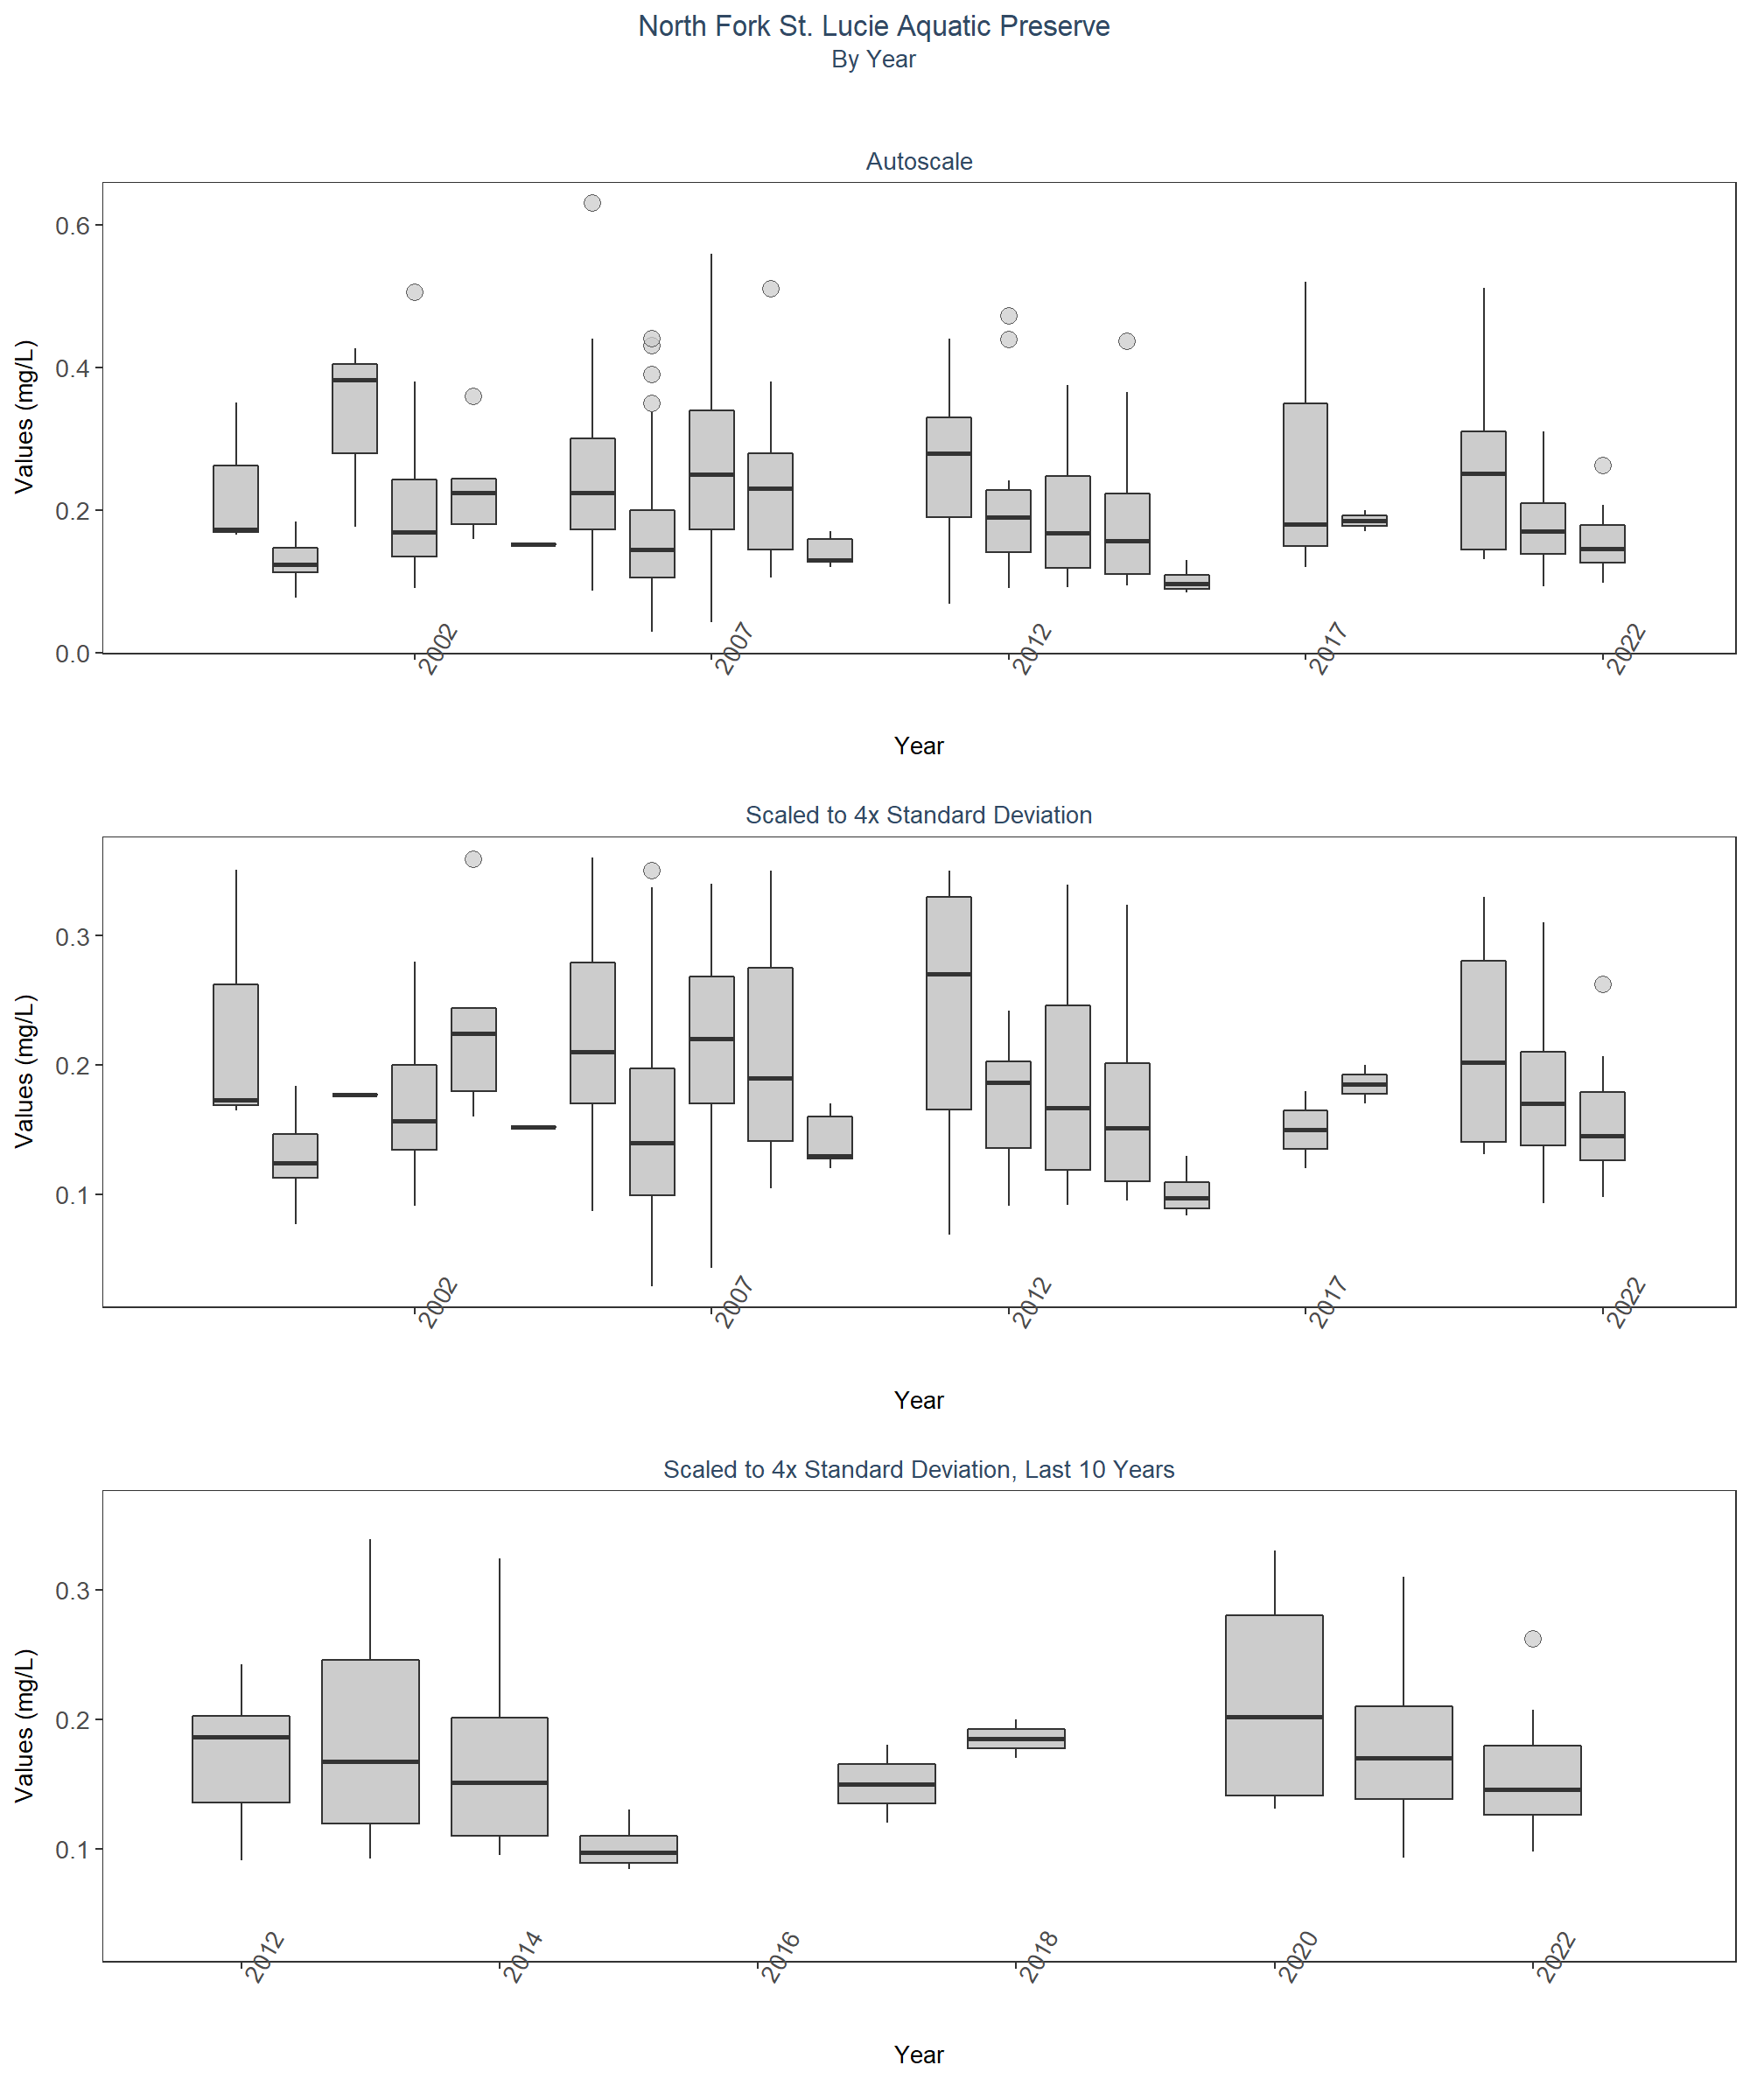 North Fork St. Lucie Aquatic Preserve
By Year
Autoscale
Values (mg/L)
0.6
0.4
0.2
0.0
2002 2007 2012 2017 2022
Year
Scaled to 4x Standard Deviation
Values (mg/L)
0.3
0.2
0.1
2002 2007 2012 2017 2022
Year
Scaled to 4x Standard Deviation, Last 10 Years
Values (mg/L)
0.3
0.2
0.1
2012 2014 2016 2018 2020 2022
Year